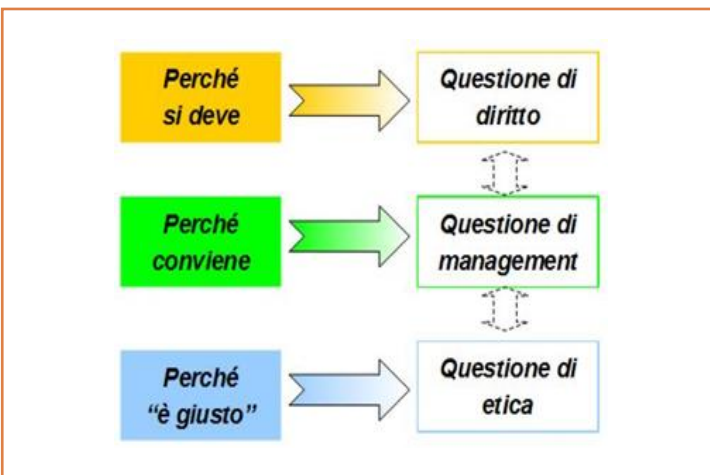 Perché
si deve
Questione di
diritto
Perché
conviene
Questione di
management
Perché
“è giusto”
Questione di
etica